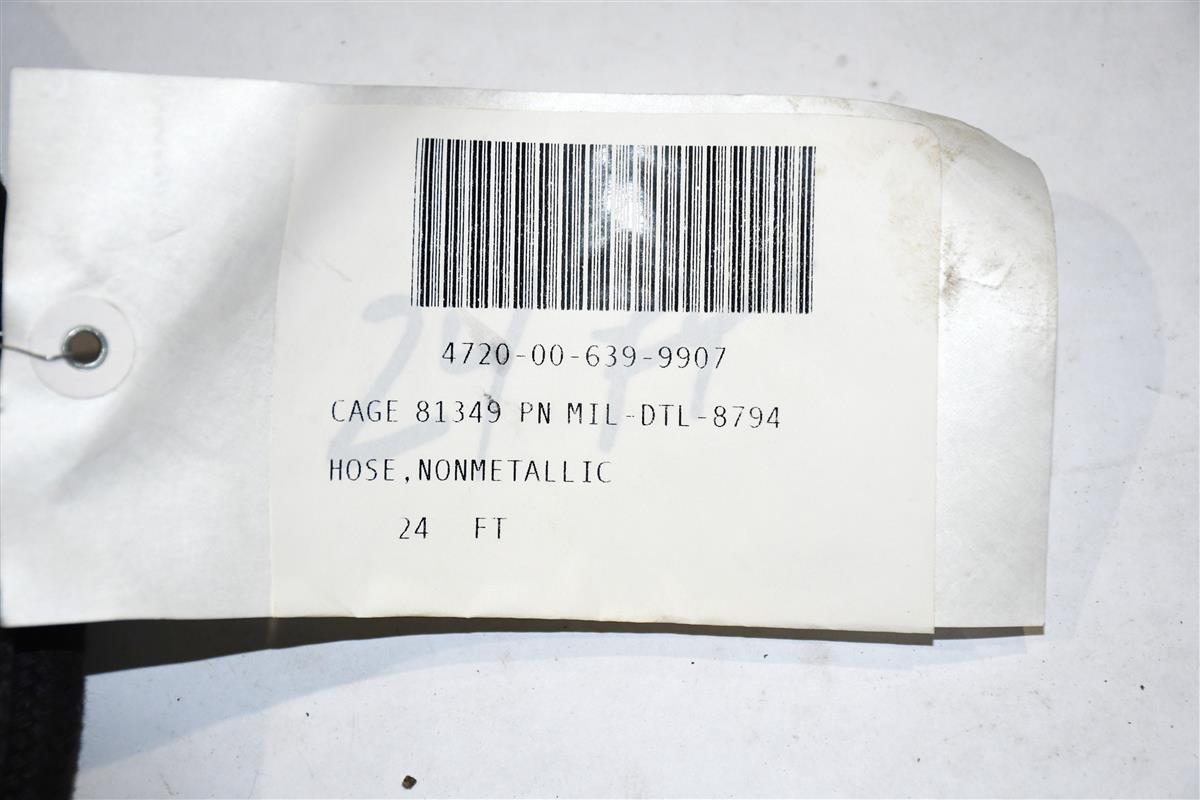 4720-00-639-9907
CAGE 81349 PN MIL-DTL-8794
HOSE,NONMETALLIC
24 FT
24 FT